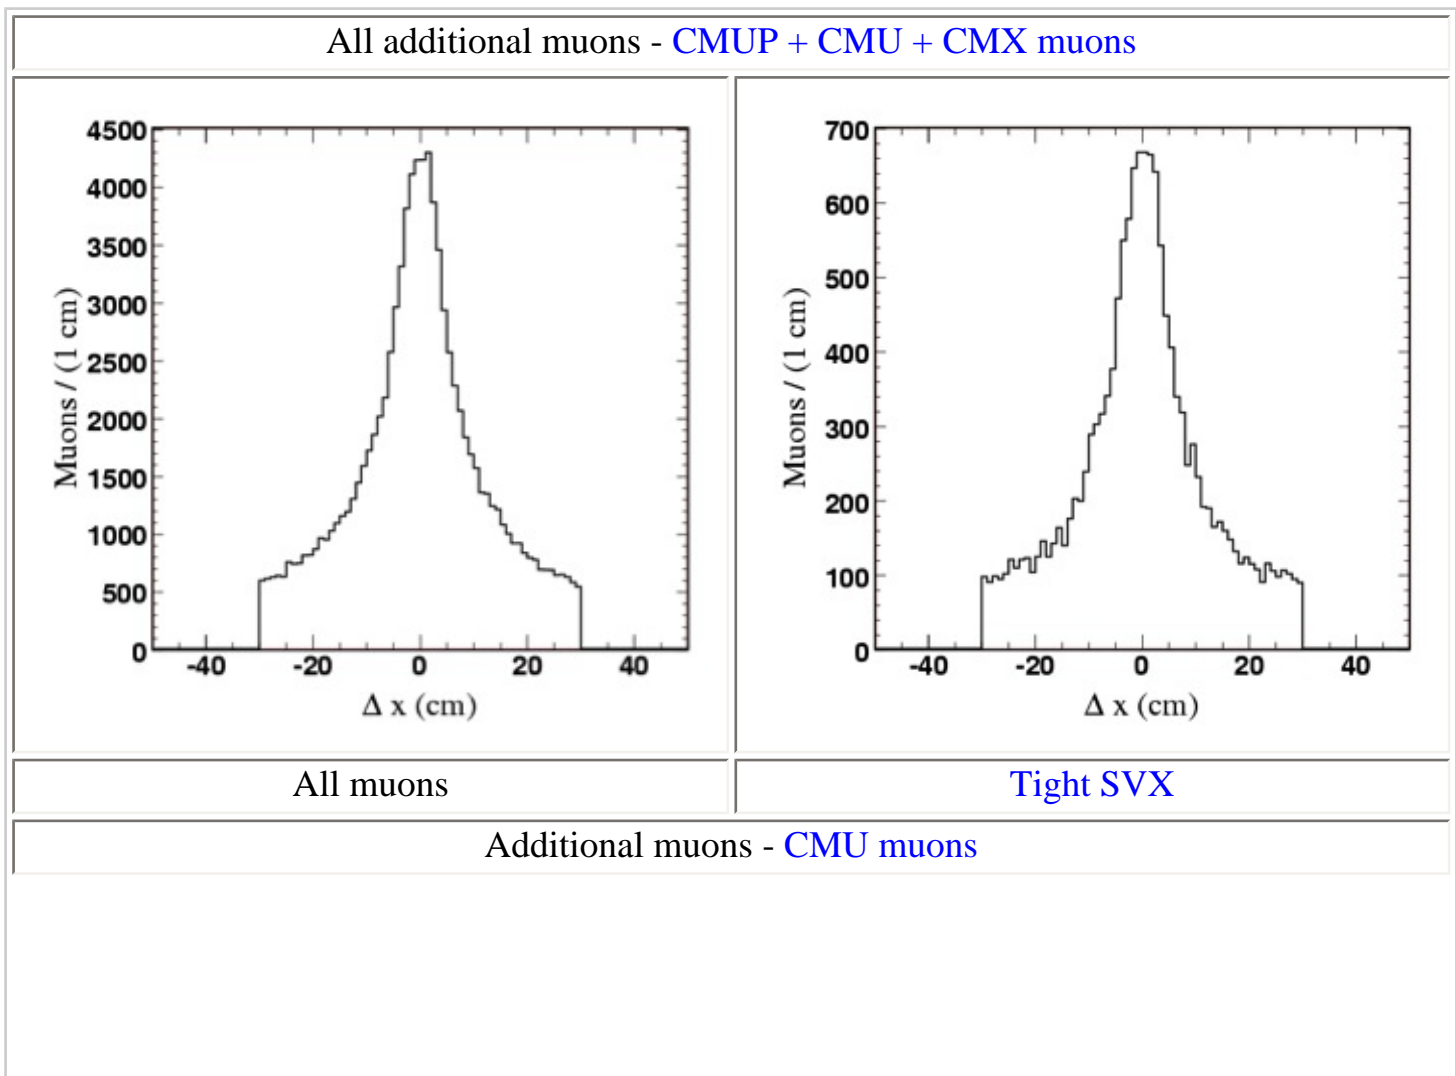 All additional muons - CMUP + CMU + CMX muons
4500
4000
3500
3000
2500
2000
1500
1000
500
0
Muons / (1 cm)
-40 -20 0 20 40
Δ x (cm)
700
600
500
400
300
200
100
0
Muons / (1 cm)
-40 -20 0 20 40
Δ x (cm)
All muons
Tight SVX
Additional muons - CMU muons